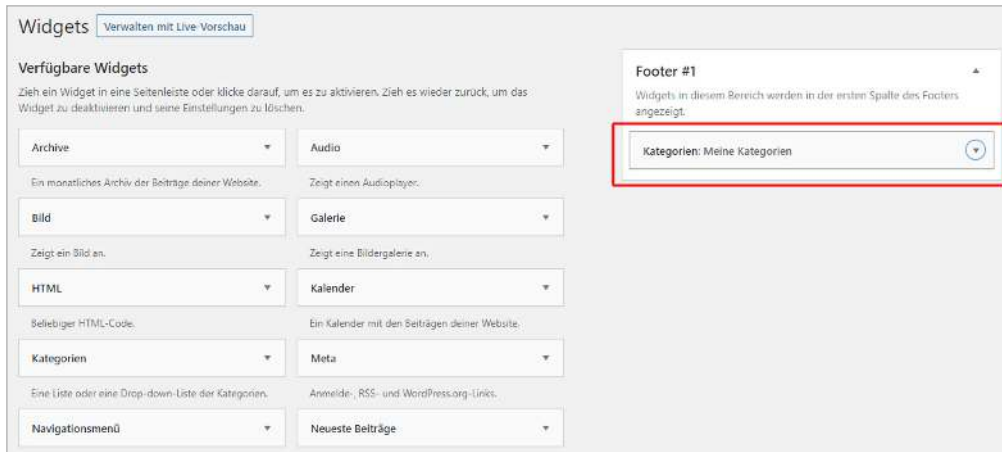 Widgets Verwalten mit Live-Vorschau
Verfügbare Widgets
Zieh ein Widget in eine Seitenleiste oder klicke darauf, um es zu aktivieren. Zieh es wieder zurück, um das
Widget zu deaktivieren und seine Einstellungen zu löschen.
Archive
Audio
Ein monatliches Archiv der Beiträge deiner Website.
Zeigt einen Audioplayer.
Bild
Galerie
Zeigt ein Bild an.
Zeigt eine Bildergalerie an.
HTML
Kalender
Beliebiger HTML-Code.
Ein Kalender mit den Beiträgen deiner Website.
Kategorien
Meta
Eine Liste oder eine Drop-down-Liste der Kategorien.
Anmelde-, RSS- und WordPress.org-Links.
Navigationsmenü
Neueste Beiträge
Footer #1
Widgets in diesem Bereich werden in der ersten Spalte des Footers
angezeigt.
Kategorien: Meine Kategorien